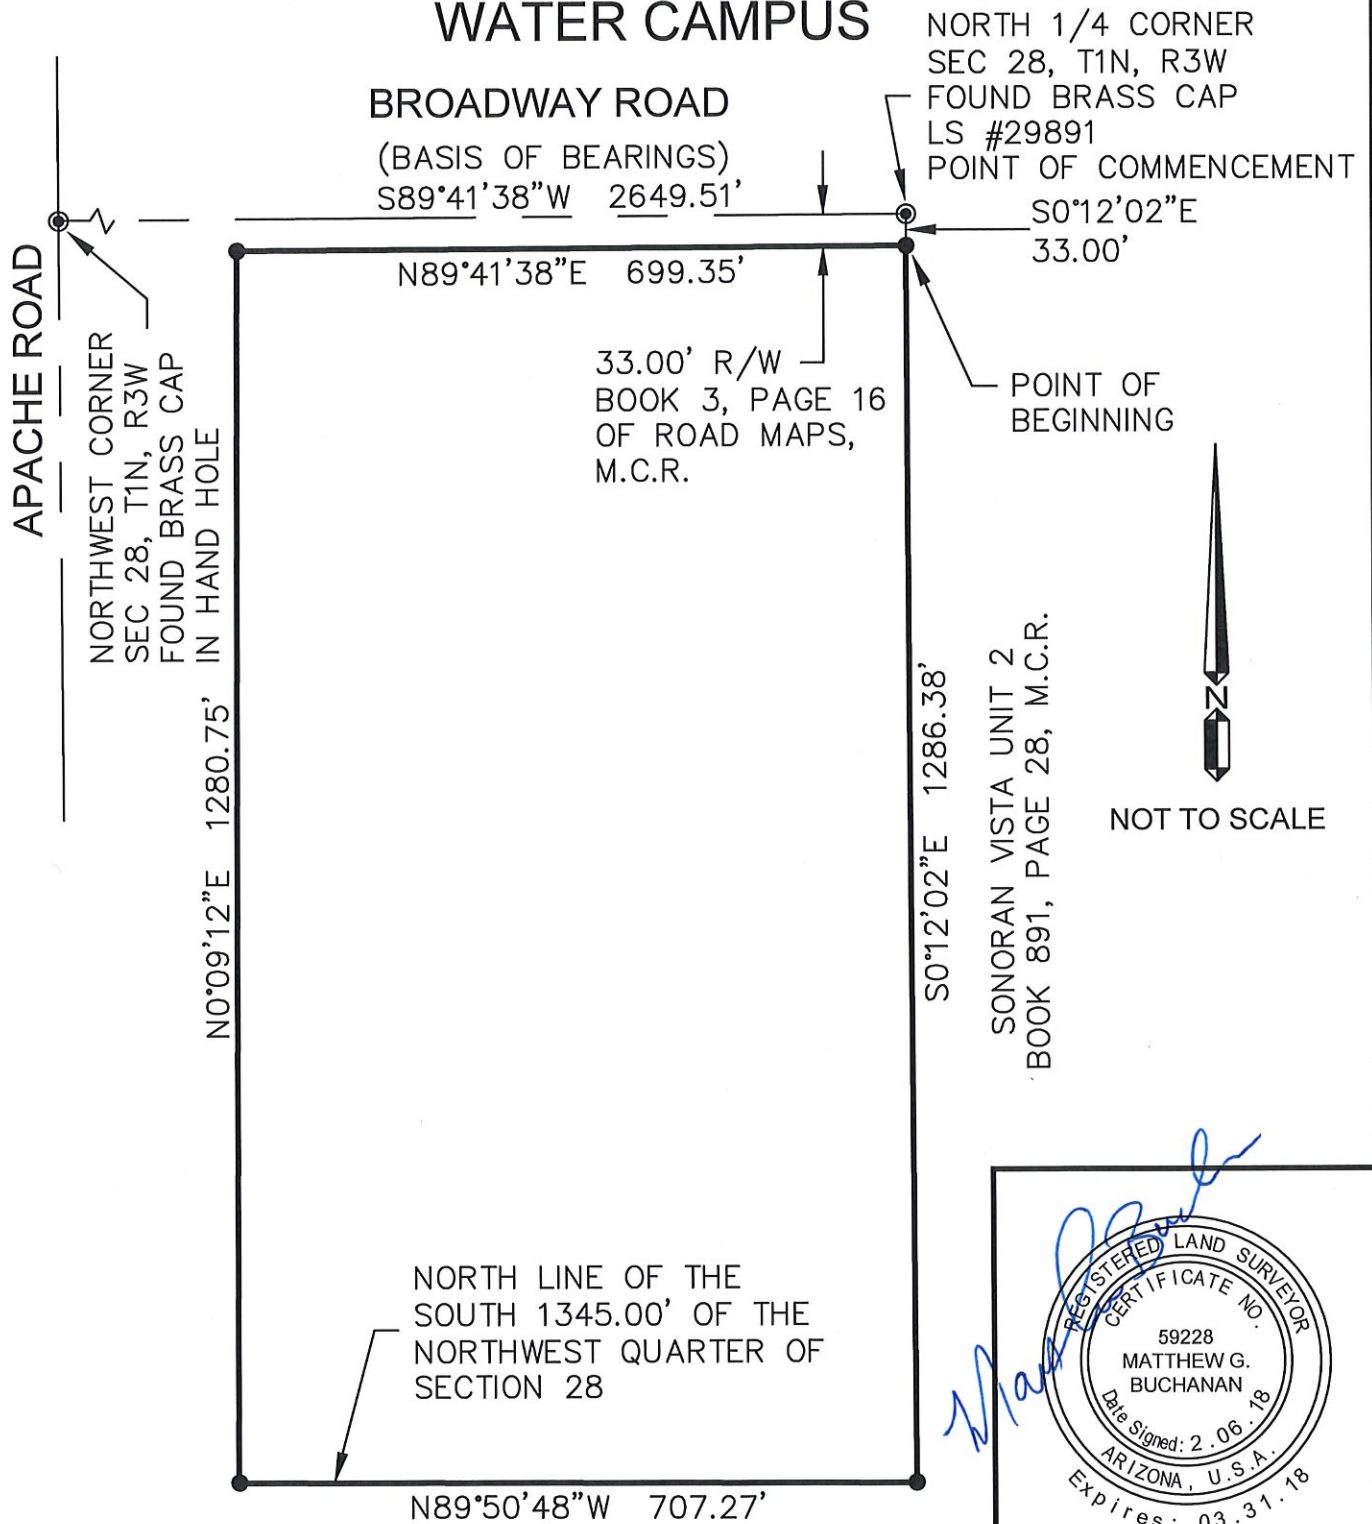 WATER CAMPUS
BROADWAY ROAD
(BASIS OF BEARINGS)
S89°41'38"W 2649.51'
NORTH 1/4 CORNER
SEC 28, T1N, R3W
FOUND BRASS CAP
LS #29891
POINT OF COMMENCEMENT
S0°12'02"E
33.00'
N89°41'38"E 699.35'
33.00' R/W
BOOK 3, PAGE 16
OF ROAD MAPS,
M.C.R.
POINT OF
BEGINNING
APACHE ROAD
NORTHWEST CORNER
SEC 28, T1N, R3W
FOUND BRASS CAP
IN HAND HOLE
N0°09'12"E 1280.75'
S0°12'02"E 1286.38'
SONORAN VISTA UNIT 2
BOOK 891, PAGE 28, M.C.R.
N
NOT TO SCALE
NORTH LINE OF THE
SOUTH 1345.00' OF THE
NORTHWEST QUARTER OF
SECTION 28
N89°50'48"W 707.27'
REGISTERED LAND SURVEYOR
CERTIFICATE NO.
59228
MATTHEW G.
BUCHANAN
Date Signed: 2.06.18
ARIZONA, U.S.A.
Expires: 03.31.18